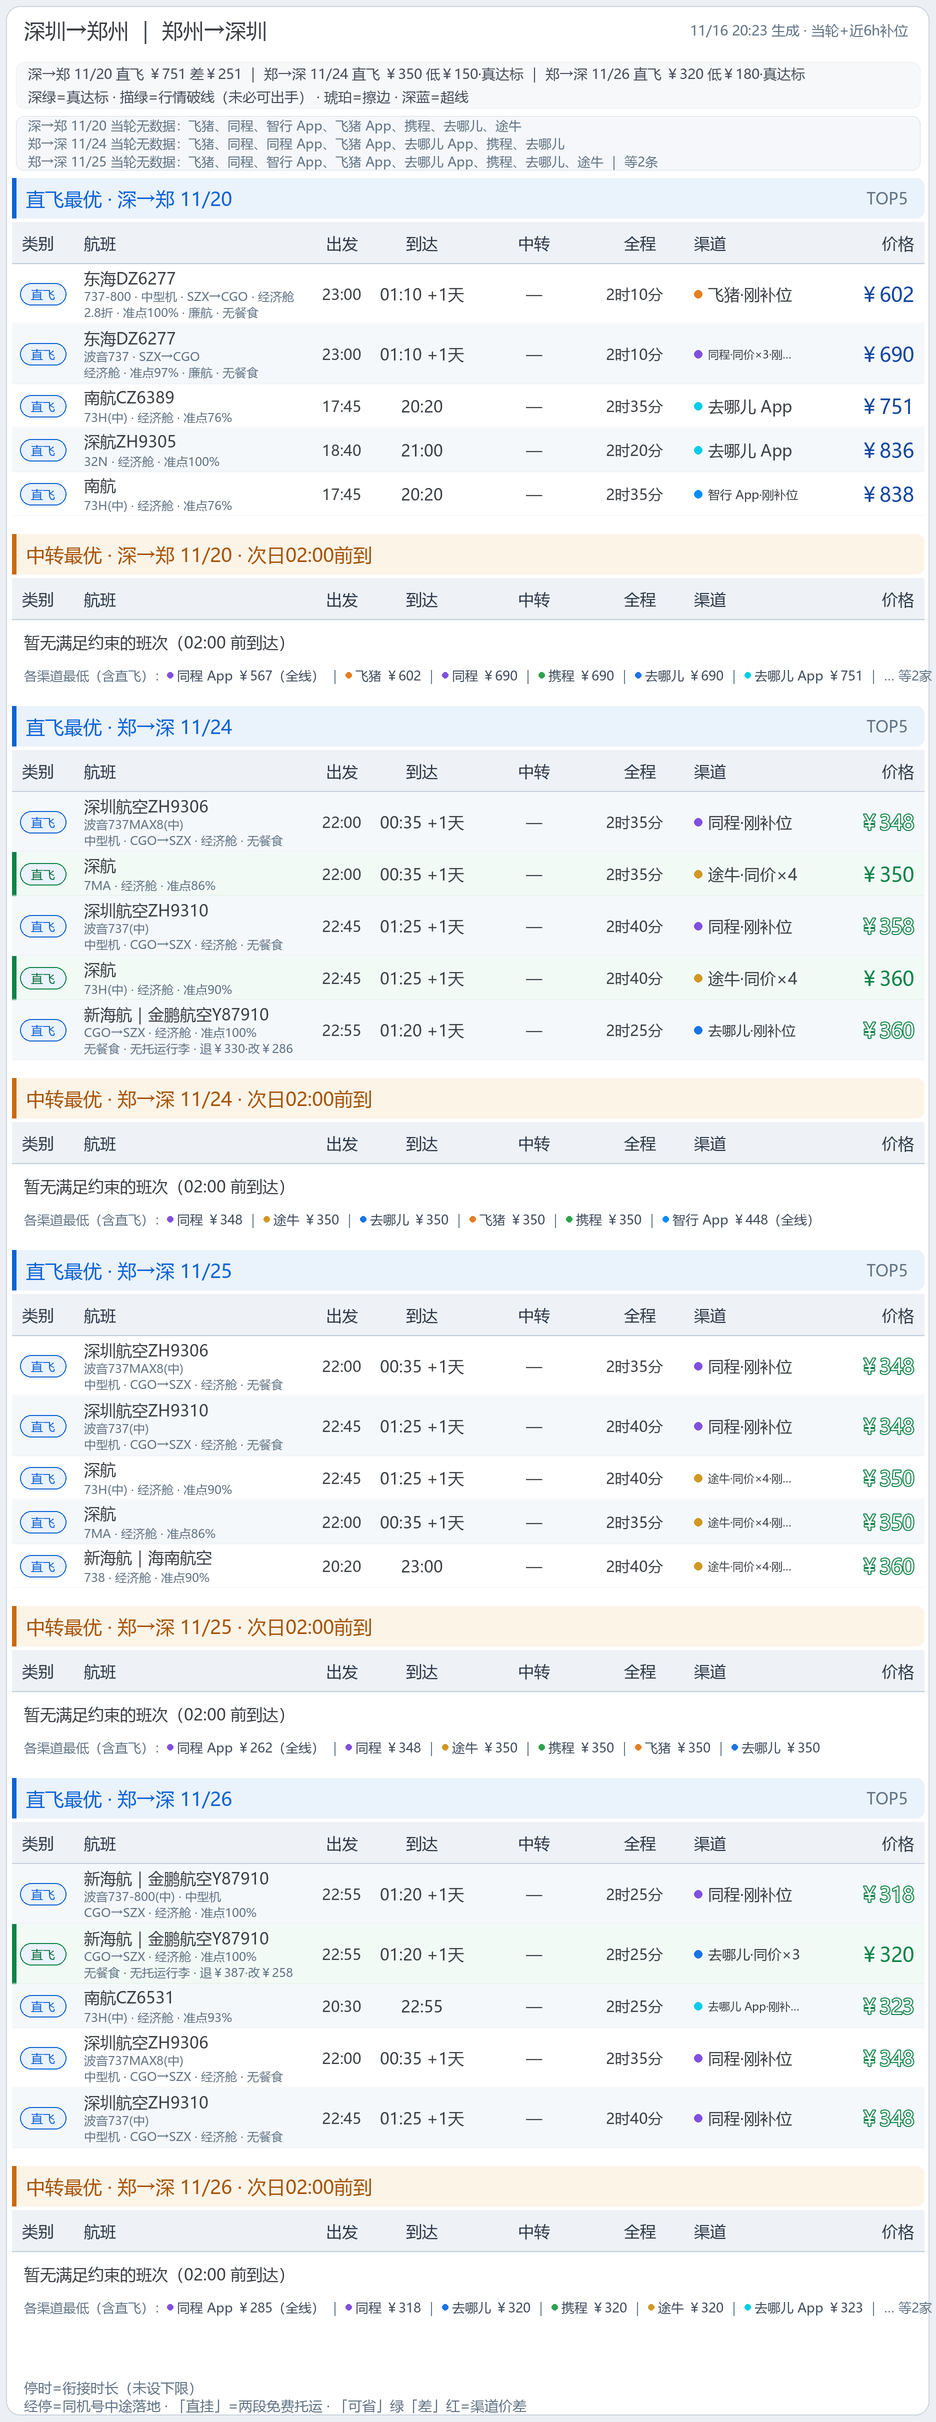 深圳→郑州 ｜ 郑州→深圳
11/16 20:23 生成 · 当轮+近6h补位
深→郑 11/20 直飞 ￥751 差￥251 ｜ 郑→深 11/24 直飞 ￥350 低￥150·真达标 ｜ 郑→深 11/26 直飞 ￥320 低￥180·真达标
深绿=真达标 · 描绿=行情破线（未必可出手） · 琥珀=擦边 · 深蓝=超线
深→郑 11/20 当轮无数据：飞猪、同程、智行 App、飞猪 App、携程、去哪儿、途牛
郑→深 11/24 当轮无数据：飞猪、同程、同程 App、飞猪 App、去哪儿 App、携程、去哪儿
郑→深 11/25 当轮无数据：飞猪、同程、智行 App、飞猪 App、去哪儿 App、携程、去哪儿、途牛 ｜ 等2条
直飞最优 · 深→郑 11/20 TOP5
类别 航班 出发 到达 中转 全程 渠道 价格
直飞 东海DZ6277 23:00 01:10 +1天 — 2时10分 飞猪·刚补位 ￥602
737-800 · 中型机 · SZX→CGO · 经济舱
2.8折 · 准点100% · 廉航 · 无餐食
直飞 东海DZ6277 23:00 01:10 +1天 — 2时10分 同程·同价×3·刚… ￥690
波音737 · SZX→CGO
经济舱 · 准点97% · 廉航 · 无餐食
直飞 南航CZ6389 17:45 20:20 — 2时35分 去哪儿 App ￥751
73H(中) · 经济舱 · 准点76%
直飞 深航ZH9305 18:40 21:00 — 2时20分 去哪儿 App ￥836
32N · 经济舱 · 准点100%
直飞 南航 17:45 20:20 — 2时35分 智行 App·刚补位 ￥838
73H(中) · 经济舱 · 准点76%
中转最优 · 深→郑 11/20 · 次日02:00前到
类别 航班 出发 到达 中转 全程 渠道 价格
暂无满足约束的班次（02:00 前到达）
各渠道最低（含直飞）: 同程 App ￥567（全线） ｜ 飞猪 ￥602 ｜ 同程 ￥690 ｜ 携程 ￥690 ｜ 去哪儿 ￥690 ｜ 去哪儿 App ￥751 ｜ … 等2家
直飞最优 · 郑→深 11/24 TOP5
类别 航班 出发 到达 中转 全程 渠道 价格
直飞 深圳航空ZH9306 22:00 00:35 +1天 — 2时35分 同程·刚补位 ￥348
波音737MAX8(中)
中型机 · CGO→SZX · 经济舱 · 无餐食
直飞 深航 22:00 00:35 +1天 — 2时35分 途牛·同价×4 ￥350
7MA · 经济舱 · 准点86%
直飞 深圳航空ZH9310 22:45 01:25 +1天 — 2时40分 同程·刚补位 ￥358
波音737(中)
中型机 · CGO→SZX · 经济舱 · 无餐食
直飞 深航 22:45 01:25 +1天 — 2时40分 途牛·同价×4 ￥360
73H(中) · 经济舱 · 准点90%
直飞 新海航｜金鹏航空Y87910 22:55 01:20 +1天 — 2时25分 去哪儿·刚补位 ￥360
CGO→SZX · 经济舱 · 准点100%
无餐食 · 无托运行李 · 退￥330·改￥286
中转最优 · 郑→深 11/24 · 次日02:00前到
类别 航班 出发 到达 中转 全程 渠道 价格
暂无满足约束的班次（02:00 前到达）
各渠道最低（含直飞）: 同程 ￥348 ｜ 途牛 ￥350 ｜ 去哪儿 ￥350 ｜ 飞猪 ￥350 ｜ 携程 ￥350 ｜ 智行 App ￥448（全线）
直飞最优 · 郑→深 11/25 TOP5
类别 航班 出发 到达 中转 全程 渠道 价格
直飞 深圳航空ZH9306 22:00 00:35 +1天 — 2时35分 同程·刚补位 ￥348
波音737MAX8(中)
中型机 · CGO→SZX · 经济舱 · 无餐食
直飞 深圳航空ZH9310 22:45 01:25 +1天 — 2时40分 同程·刚补位 ￥348
波音737(中)
中型机 · CGO→SZX · 经济舱 · 无餐食
直飞 深航 22:45 01:25 +1天 — 2时40分 途牛·同价×4·刚… ￥350
73H(中) · 经济舱 · 准点90%
直飞 深航 22:00 00:35 +1天 — 2时35分 途牛·同价×4·刚… ￥350
7MA · 经济舱 · 准点86%
直飞 新海航｜海南航空 20:20 23:00 — 2时40分 途牛·同价×4·刚… ￥360
738 · 经济舱 · 准点90%
中转最优 · 郑→深 11/25 · 次日02:00前到
类别 航班 出发 到达 中转 全程 渠道 价格
暂无满足约束的班次（02:00 前到达）
各渠道最低（含直飞）: 同程 App ￥262（全线） ｜ 同程 ￥348 ｜ 途牛 ￥350 ｜ 携程 ￥350 ｜ 飞猪 ￥350 ｜ 去哪儿 ￥350
直飞最优 · 郑→深 11/26 TOP5
类别 航班 出发 到达 中转 全程 渠道 价格
直飞 新海航｜金鹏航空Y87910 22:55 01:20 +1天 — 2时25分 同程·刚补位 ￥318
波音737-800(中) · 中型机
CGO→SZX · 经济舱 · 准点100%
直飞 新海航｜金鹏航空Y87910 22:55 01:20 +1天 — 2时25分 去哪儿·同价×3 ￥320
CGO→SZX · 经济舱 · 准点100%
无餐食 · 无托运行李 · 退￥387·改￥258
直飞 南航CZ6531 20:30 22:55 — 2时25分 去哪儿 App·刚补… ￥323
73H(中) · 经济舱 · 准点93%
直飞 深圳航空ZH9306 22:00 00:35 +1天 — 2时35分 同程·刚补位 ￥348
波音737MAX8(中)
中型机 · CGO→SZX · 经济舱 · 无餐食
直飞 深圳航空ZH9310 22:45 01:25 +1天 — 2时40分 同程·刚补位 ￥348
波音737(中)
中型机 · CGO→SZX · 经济舱 · 无餐食
中转最优 · 郑→深 11/26 · 次日02:00前到
类别 航班 出发 到达 中转 全程 渠道 价格
暂无满足约束的班次（02:00 前到达）
各渠道最低（含直飞）: 同程 App ￥285（全线） ｜ 同程 ￥318 ｜ 去哪儿 ￥320 ｜ 携程 ￥320 ｜ 途牛 ￥320 ｜ 去哪儿 App ￥323 ｜ … 等2家
停时=衔接时长（未设下限）
经停=同机号中途落地 · 「直挂」=两段免费托运 · 「可省」绿「差」红=渠道价差